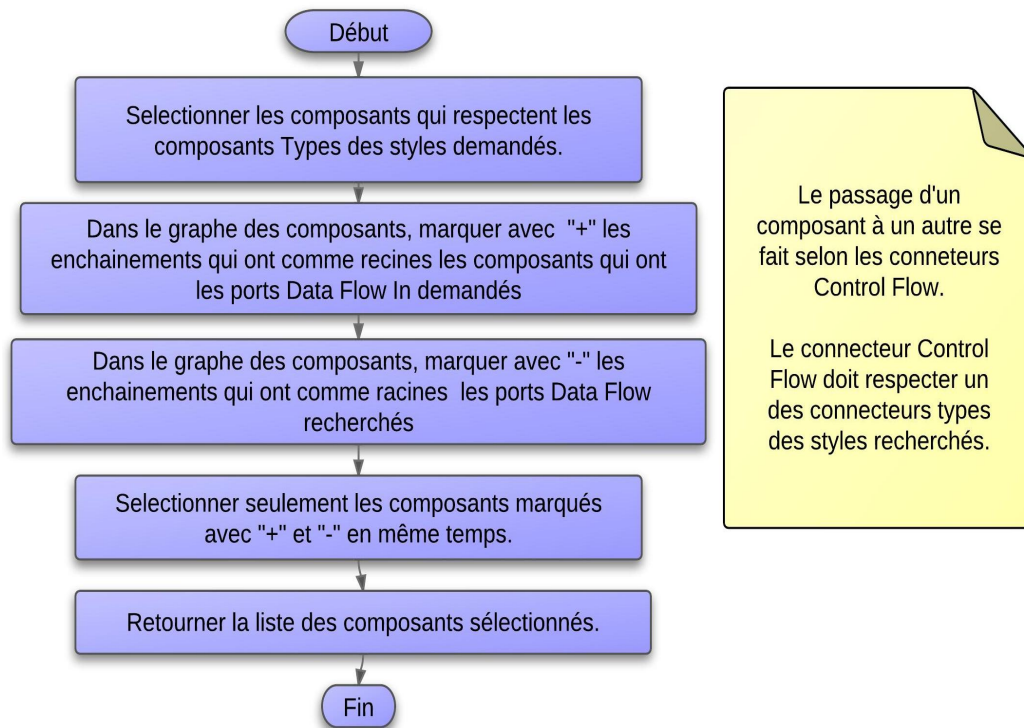 Début
Selectionner les composants qui respectent les
composants Types des styles demandés.
Dans le graphe des composants, marquer avec "+" les
enchainements qui ont comme recines les composants qui ont
les ports Data Flow In demandés
Dans le graphe des composants, marquer avec "-" les
enchainements qui ont comme racines les ports Data Flow
recherchés
Selectionner seulement les composants marqués
avec "+" et "-" en même temps.
Retourner la liste des composants sélectionnés.
Fin
Le passage d'un
composant à un autre se
fait selon les conneteurs
Control Flow.
Le connecteur Control
Flow doit respecter un
des connecteurs types
des styles recherchés.